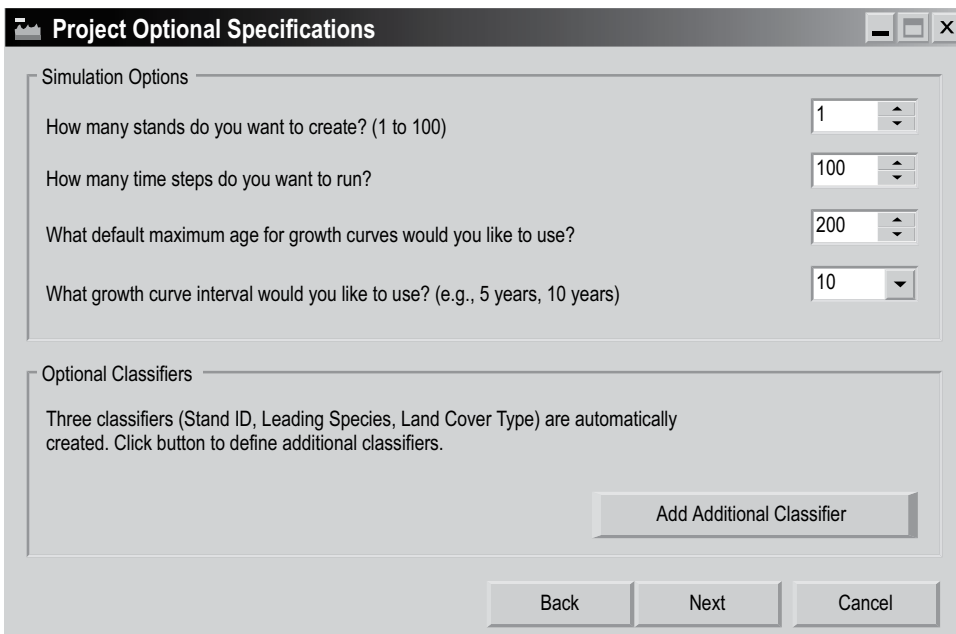 Project Optional Specifications
Simulation Options
How many stands do you want to create? (1 to 100)
1
How many time steps do you want to run?
100
What default maximum age for growth curves would you like to use?
200
What growth curve interval would you like to use? (e.g., 5 years, 10 years)
10
Optional Classifiers
Three classifiers (Stand ID, Leading Species, Land Cover Type) are automatically
created. Click button to define additional classifiers.
Add Additional Classifier
Back
Next
Cancel